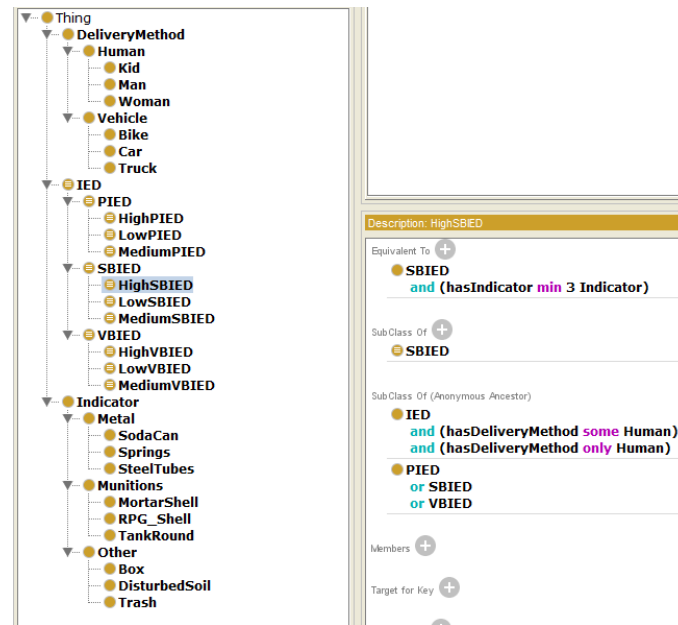 Thing
DeliveryMethod
Human
Kid
Man
Woman
Vehicle
Bike
Car
Truck
IED
PIED
HighPIED
LowPIED
MediumPIED
SBIED
HighSBIED
LowSBIED
MediumSBIED
VBIED
HighVBIED
LowVBIED
MediumVBIED
Indicator
Metal
SodaCan
Springs
SteelTubes
Munitions
MortarShell
RPG_Shell
TankRound
Other
Box
DisturbedSoil
Trash
Description: HighSBIED
Equivalent To
SBIED
and (hasIndicator min 3 Indicator)
SubClass Of
SBIED
SubClass Of (Anonymous Ancestor)
IED
and (hasDeliveryMethod some Human)
and (hasDeliveryMethod only Human)
PIED
or SBIED
or VBIED
Members
Target for Key